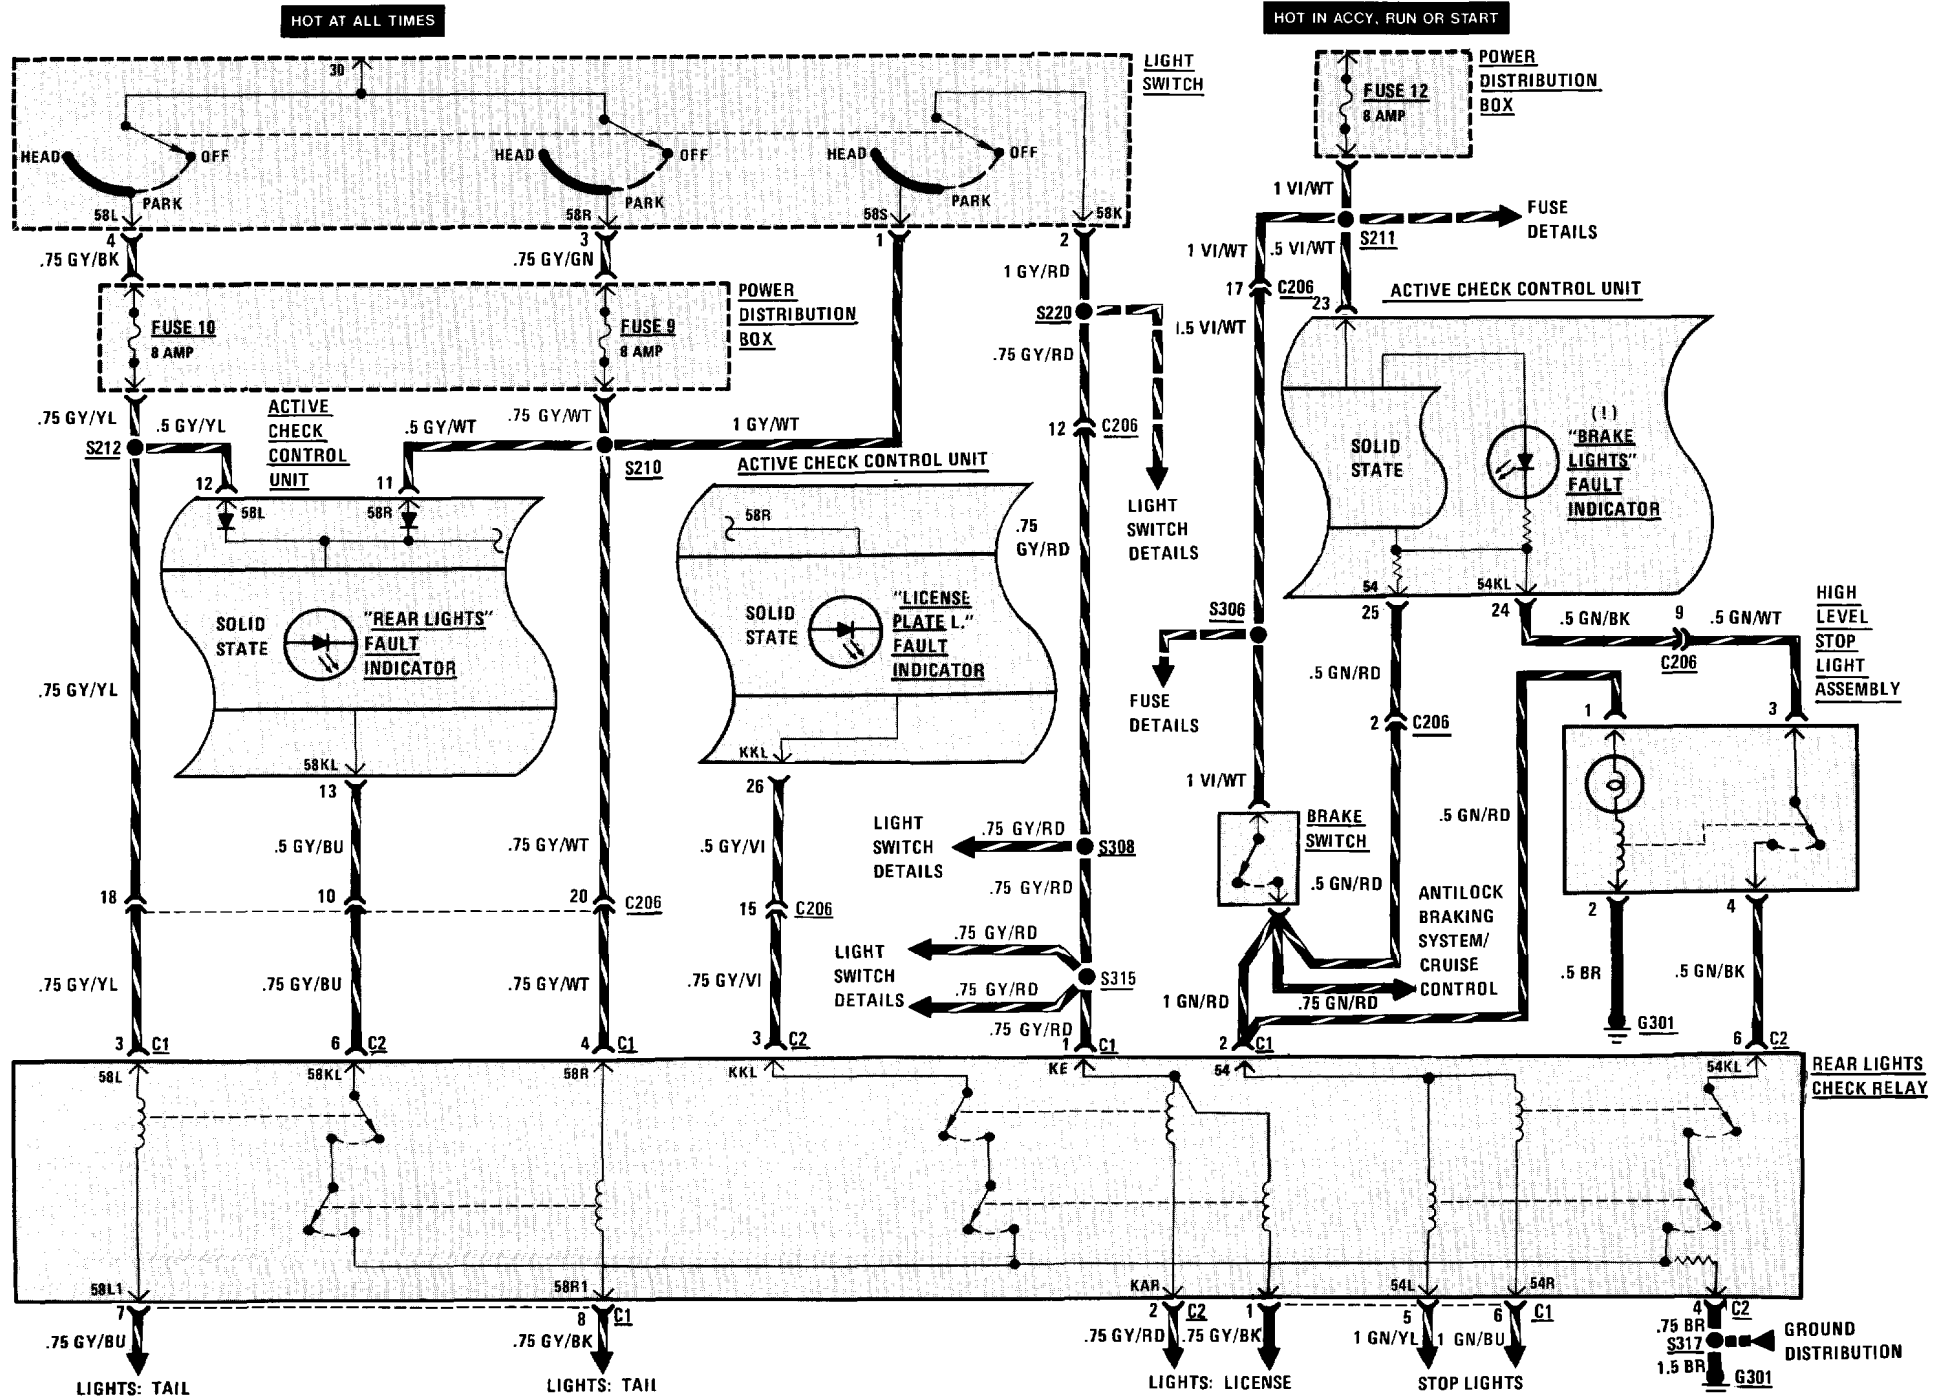 HOT AT ALL TIMES
HOT IN ACCY, RUN OR START
30
LIGHT
SWITCH
HEAD
OFF
PARK
58L
HEAD
OFF
PARK
58R
HEAD
OFF
PARK
58S
58K
POWER
DISTRIBUTION
BOX
FUSE 12
8 AMP
1 VI/WT
FUSE
DETAILS
S211
1 VI/WT
.5 VI/WT
17
C206
23
ACTIVE CHECK CONTROL UNIT
4
.75 GY/BK
3
.75 GY/GN
1
2
1 GY/RD
POWER
DISTRIBUTION
BOX
FUSE 10
8 AMP
FUSE 9
8 AMP
S220
.75 GY/RD
1.5 VI/WT
.75 GY/YL
.5 GY/YL
S212
ACTIVE
CHECK
CONTROL
UNIT
.5 GY/WT
.75 GY/WT
1 GY/WT
S210
12
C206
ACTIVE CHECK CONTROL UNIT
LIGHT
SWITCH
DETAILS
SOLID
STATE
(!)
"BRAKE
LIGHTS"
FAULT
INDICATOR
12
58L
11
58R
58R
.75
GY/RD
54
54KL
SOLID
STATE
"REAR LIGHTS"
FAULT
INDICATOR
SOLID
STATE
"LICENSE
PLATE L."
FAULT
INDICATOR
S306
FUSE
DETAILS
25
24
.5 GN/BK
9
.5 GN/WT
C206
HIGH
LEVEL
STOP
LIGHT
ASSEMBLY
.75 GY/YL
.5 GN/RD
2
C206
1
3
58KL
13
KKL
26
1 VI/WT
BRAKE
SWITCH
.5 GN/RD
.5 GY/BU
.75 GY/WT
.5 GY/VI
LIGHT
SWITCH
DETAILS
.75 GY/RD
S308
.75 GY/RD
.5 GN/RD
18
10
20
C206
15
C206
2
4
.75 GY/YL
.75 GY/BU
.75 GY/WT
.75 GY/VI
LIGHT
SWITCH
DETAILS
.75 GY/RD
.75 GY/RD
S315
.75 GY/RD
ANTILOCK
BRAKING
SYSTEM/
CRUISE
CONTROL
1 GN/RD
.75 GN/RD
.5 BR
G301
.5 GN/BK
3
C1
6
C2
4
C1
3
C2
1
C1
2
C1
6
C2
REAR LIGHTS
CHECK RELAY
58L
58KL
58R
KKL
KE
54
54KL
58L1
58R1
KAR
54L
54R
7
8
C1
2
C2
1
5
6
C1
4
C2
.75 GY/BU
.75 GY/BK
.75 GY/RD
.75 GY/BK
1 GN/YL
1 GN/BU
.75 BR
S317
1.5 BR
G301
GROUND
DISTRIBUTION
LIGHTS: TAIL
LIGHTS: TAIL
LIGHTS: LICENSE
STOP LIGHTS